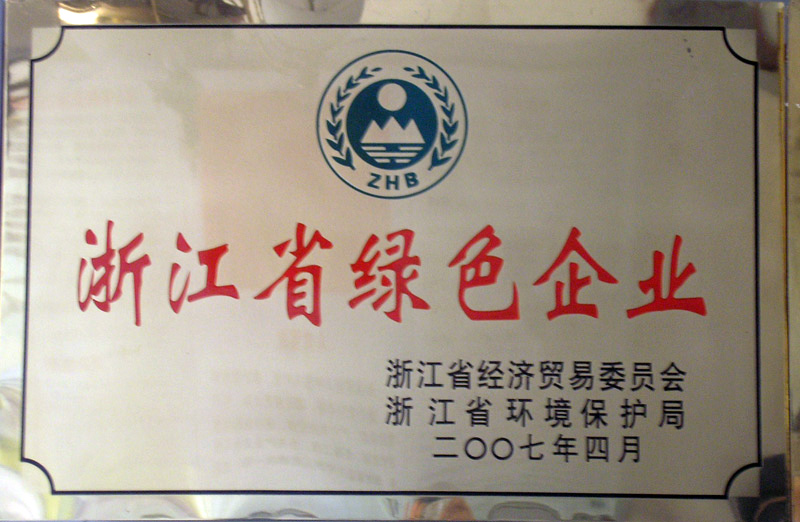 ZHB
浙江省绿色企业
浙江省经济贸易委员会
浙江省环境保护局
二〇〇七年四月